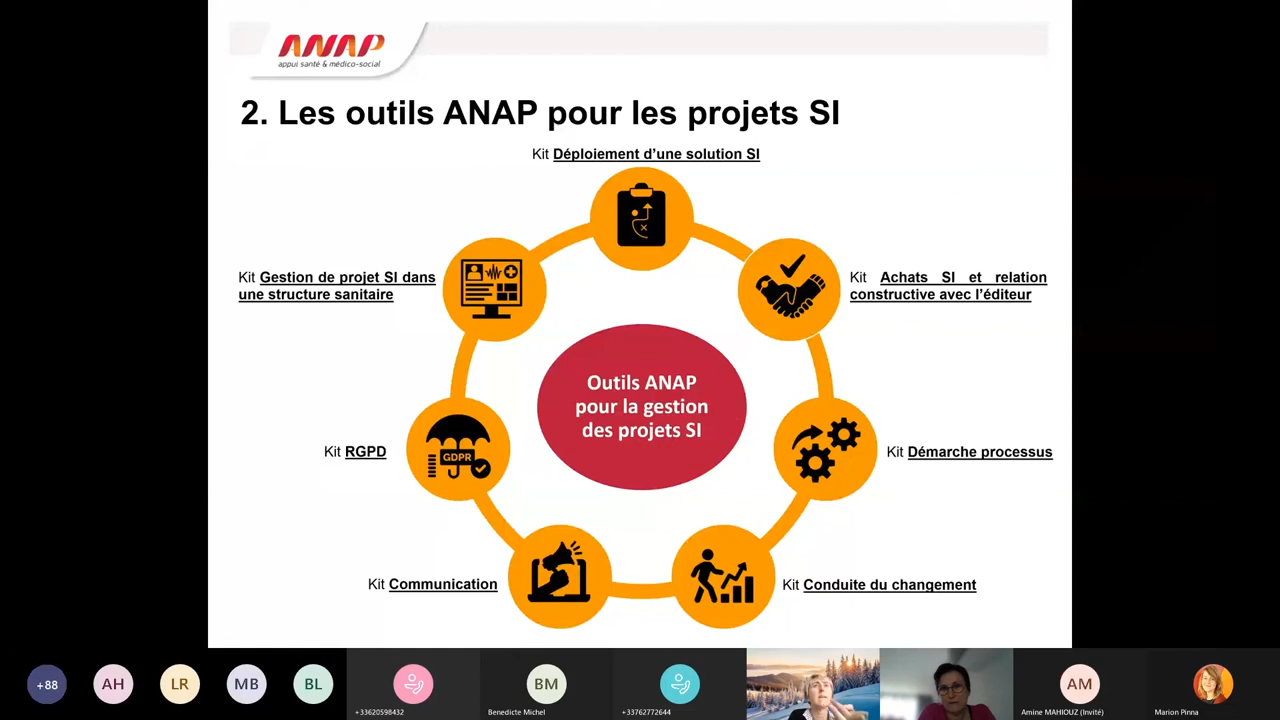 ANAP
appui santé & médico-social
2. Les outils ANAP pour les projets SI
Kit Déploiement d'une solution SI
Kit Gestion de projet SI dans
une structure sanitaire
Kit Achats SI et relation
constructive avec l'éditeur
Outils ANAP
pour la gestion
des projets SI
Kit RGPD
GDPR
Kit Démarche processus
Kit Communication
Kit Conduite du changement
+88
AH
LR
MB
BL
BM
AM
+33620598432
Benedicte Michel
+33762772644
Amine MAHIOUZ (Invité)
Marion Pinna